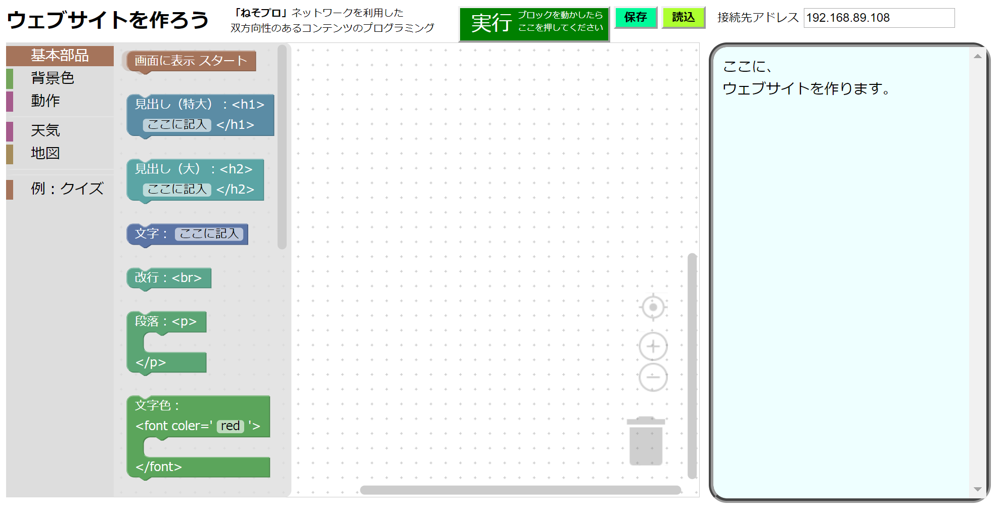 ウェブサイトを作ろう
「ねそプロ」ネットワークを利用した
双方向性のあるコンテンツのプログラミング
実行
ブロックを動かしたら
ここを押してください
保存
読込
接続先アドレス 192.168.89.108
基本部品
背景色
動作
天気
地図
例：クイズ
画面に表示 スタート
見出し（特大）：<h1>
ここに記入 </h1>
見出し（大）：<h2>
ここに記入 </h2>
文字： ここに記入
改行：<br>
段落：<p>
</p>
文字色：
<font coler=' red '>
</font>
ここに、
ウェブサイトを作ります。